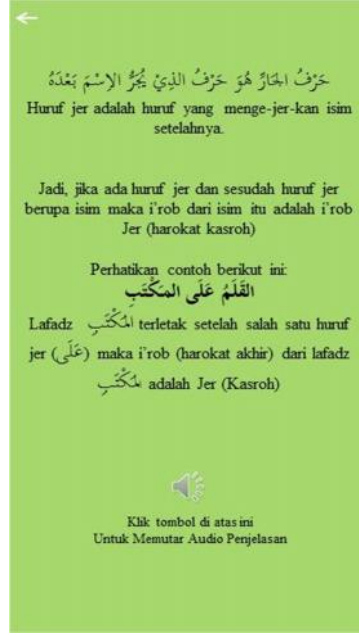 حَرْفُ الجَارِّ هُوَ حَرْفُ الذِيْ يُجَرُّ الاِسْمَ بَعْدَهُ
Huruf jer adalah huruf yang menge-jer-kan isim
setelahnya.
Jadi, jika ada huruf jer dan sesudah huruf jer
berupa isim maka i'rob dari isim itu adalah i'rob
Jer (harokat kasroh)
Perhatikan contoh berikut ini:
القَلَمُ عَلَى المَكْتَبِ
Lafadz المَكْتَبِ terletak setelah salah satu huruf
jer (عَلَى) maka i'rob (harokat akhir) dari lafadz
المَكْتَبِ adalah Jer (Kasroh)
Klik tombol di atas ini
Untuk Memutar Audio Penjelasan